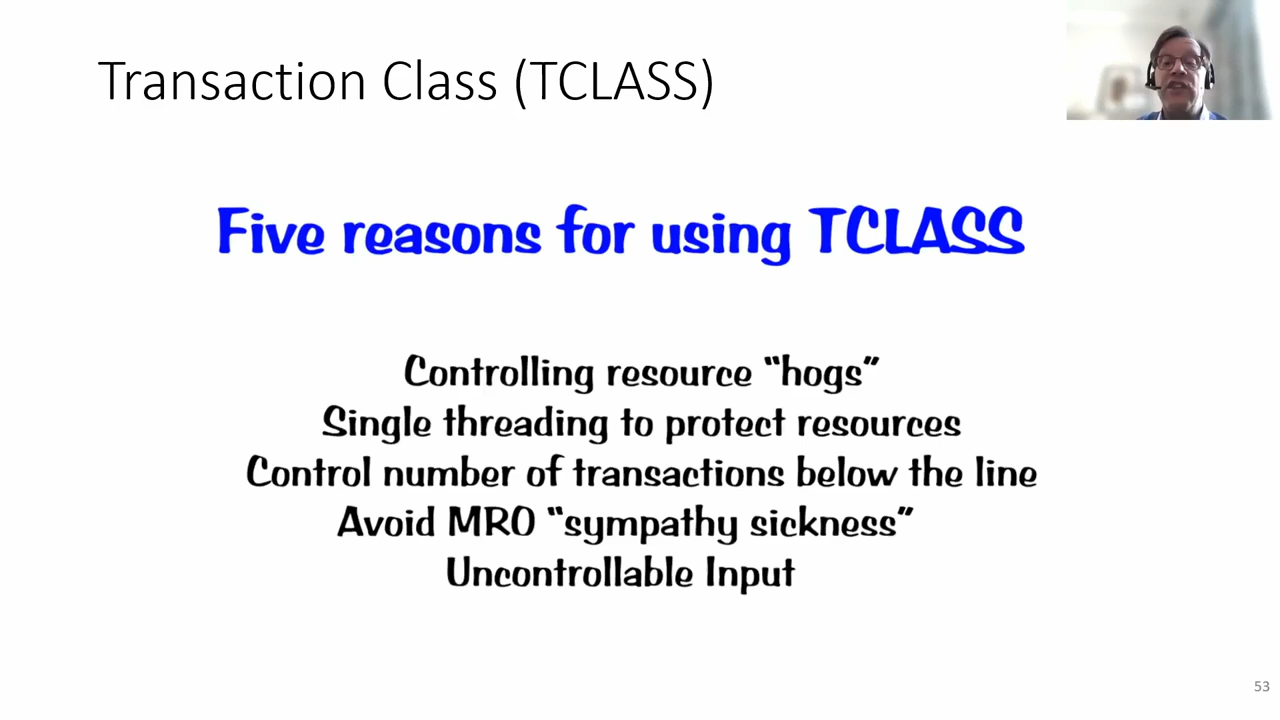 Transaction Class (TCLASS)
Five reasons for using TCLASS
Controlling resource “hogs”
Single threading to protect resources
Control number of transactions below the line
Avoid MRO “sympathy sickness”
Uncontrollable Input
53